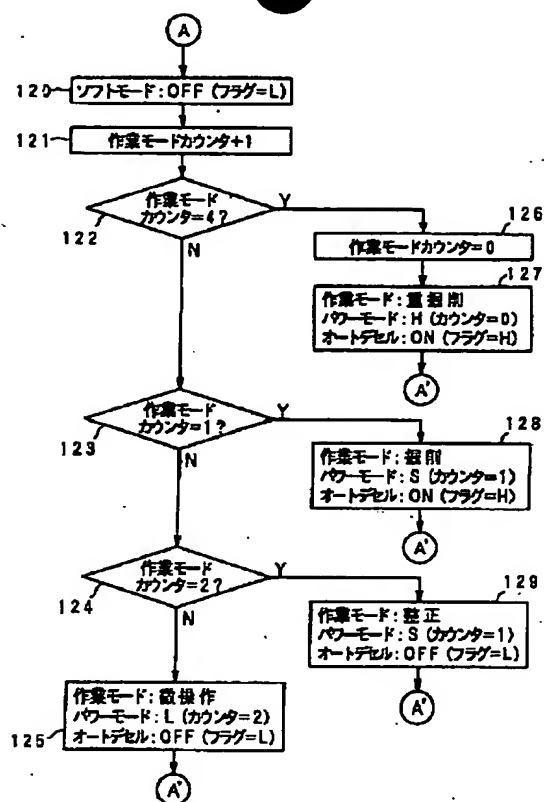 A
120
ソフトモード:OFF (フラグ=L)
121
作業モードカウンタ+1
作業モード
カウンタ=4?
122
Y
N
126
作業モードカウンタ=0
127
作業モード:重掘削
パワーモード:H (カウンタ=0)
オートデセル:ON (フラグ=H)
A'
作業モード
カウンタ=1?
123
Y
N
128
作業モード:掘削
パワーモード:S (カウンタ=1)
オートデセル:ON (フラグ=H)
A'
作業モード
カウンタ=2?
124
Y
N
129
作業モード:整正
パワーモード:S (カウンタ=1)
オートデセル:OFF (フラグ=L)
A'
作業モード:微操作
パワーモード:L (カウンタ=2)
オートデセル:OFF (フラグ=L)
125
A'